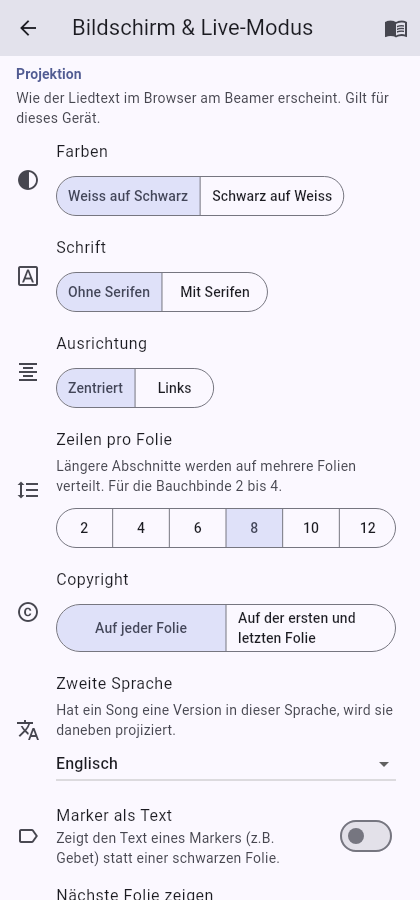 Bildschirm & Live-Modus
Projektion
Wie der Liedtext im Browser am Beamer erscheint. Gilt für
dieses Gerät.
Farben
Weiss auf Schwarz
Schwarz auf Weiss
Schrift
Ohne Serifen
Mit Serifen
Ausrichtung
Zentriert
Links
Zeilen pro Folie
Längere Abschnitte werden auf mehrere Folien
verteilt. Für die Bauchbinde 2 bis 4.
2
4
6
8
10
12
Copyright
Auf jeder Folie
Auf der ersten und
letzten Folie
Zweite Sprache
Hat ein Song eine Version in dieser Sprache, wird sie
daneben projiziert.
Englisch
Marker als Text
Zeigt den Text eines Markers (z.B.
Gebet) statt einer schwarzen Folie.
Nächste Folie zeigen